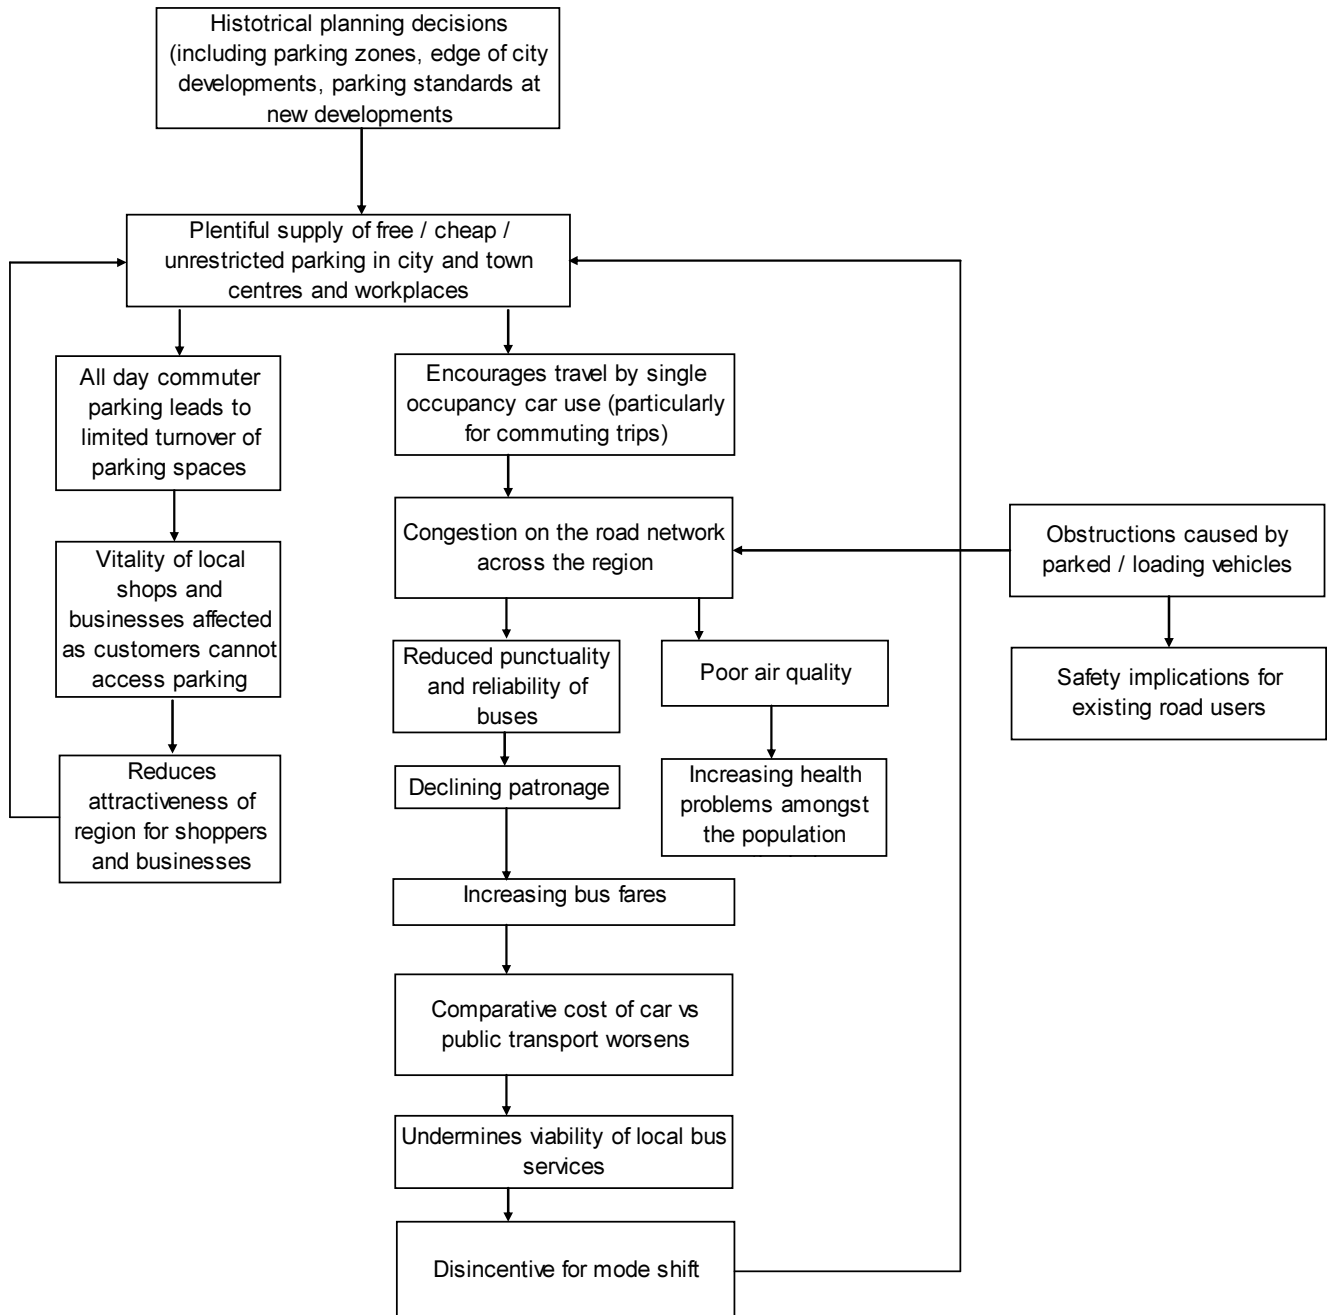 Histotrical planning decisions
(including parking zones, edge of city
developments, parking standards at
new developments
Plentiful supply of free / cheap /
unrestricted parking in city and town
centres and workplaces
All day commuter
parking leads to
limited turnover of
parking spaces
Encourages travel by single
occupancy car use (particularly
for commuting trips)
Vitality of local
shops and
businesses affected
as customers cannot
access parking
Congestion on the road network
across the region
Obstructions caused by
parked / loading vehicles
Reduced punctuality
and reliability of
buses
Poor air quality
Safety implications for
existing road users
Reduces
attractiveness of
region for shoppers
and businesses
Declining patronage
Increasing health
problems amongst
the population
Increasing bus fares
Comparative cost of car vs
public transport worsens
Undermines viability of local bus
services
Disincentive for mode shift